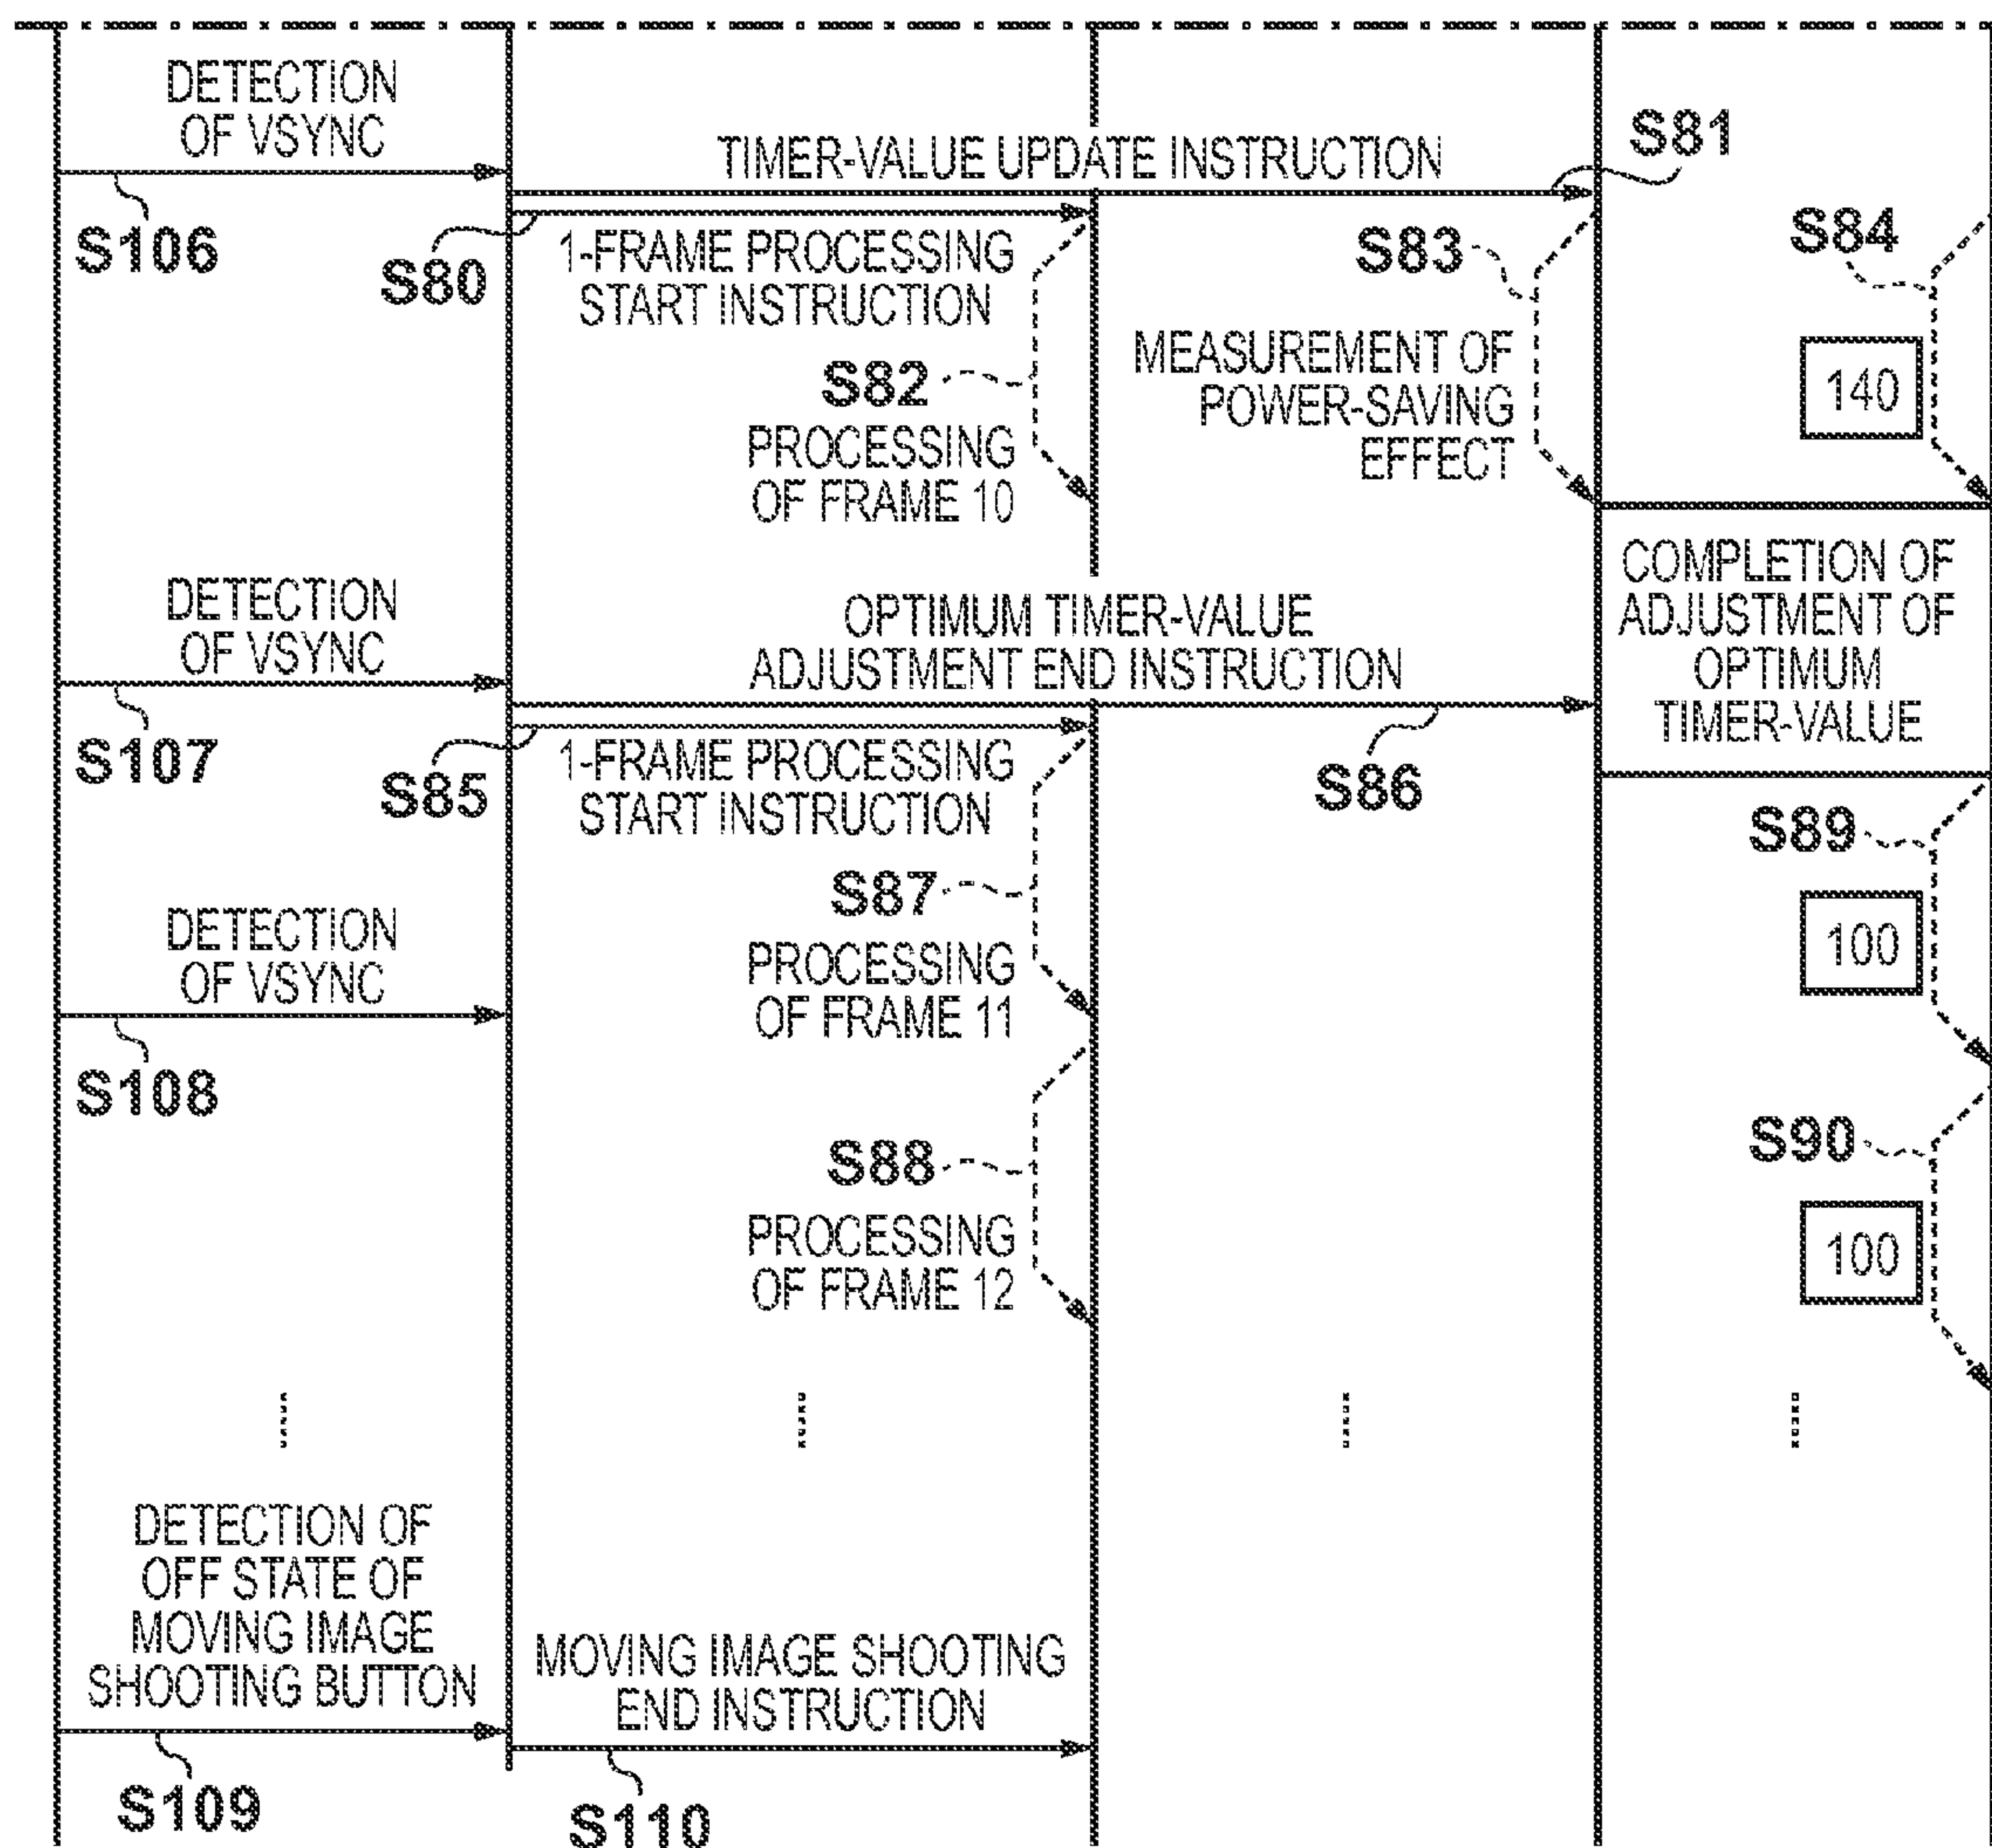 DETECTION
OF VSYNC
S106
TIMER-VALUE UPDATE INSTRUCTION
S81
S80
1-FRAME PROCESSING
START INSTRUCTION
S82
PROCESSING
OF FRAME 10
S83
MEASUREMENT OF
POWER-SAVING
EFFECT
S84
140
DETECTION
OF VSYNC
S107
OPTIMUM TIMER-VALUE
ADJUSTMENT END INSTRUCTION
S86
COMPLETION OF
ADJUSTMENT OF
OPTIMUM
TIMER-VALUE
S85
1-FRAME PROCESSING
START INSTRUCTION
S87
PROCESSING
OF FRAME 11
S89
100
DETECTION
OF VSYNC
S108
S88
PROCESSING
OF FRAME 12
S90
100
DETECTION OF
OFF STATE OF
MOVING IMAGE
SHOOTING BUTTON
S109
MOVING IMAGE SHOOTING
END INSTRUCTION
S110